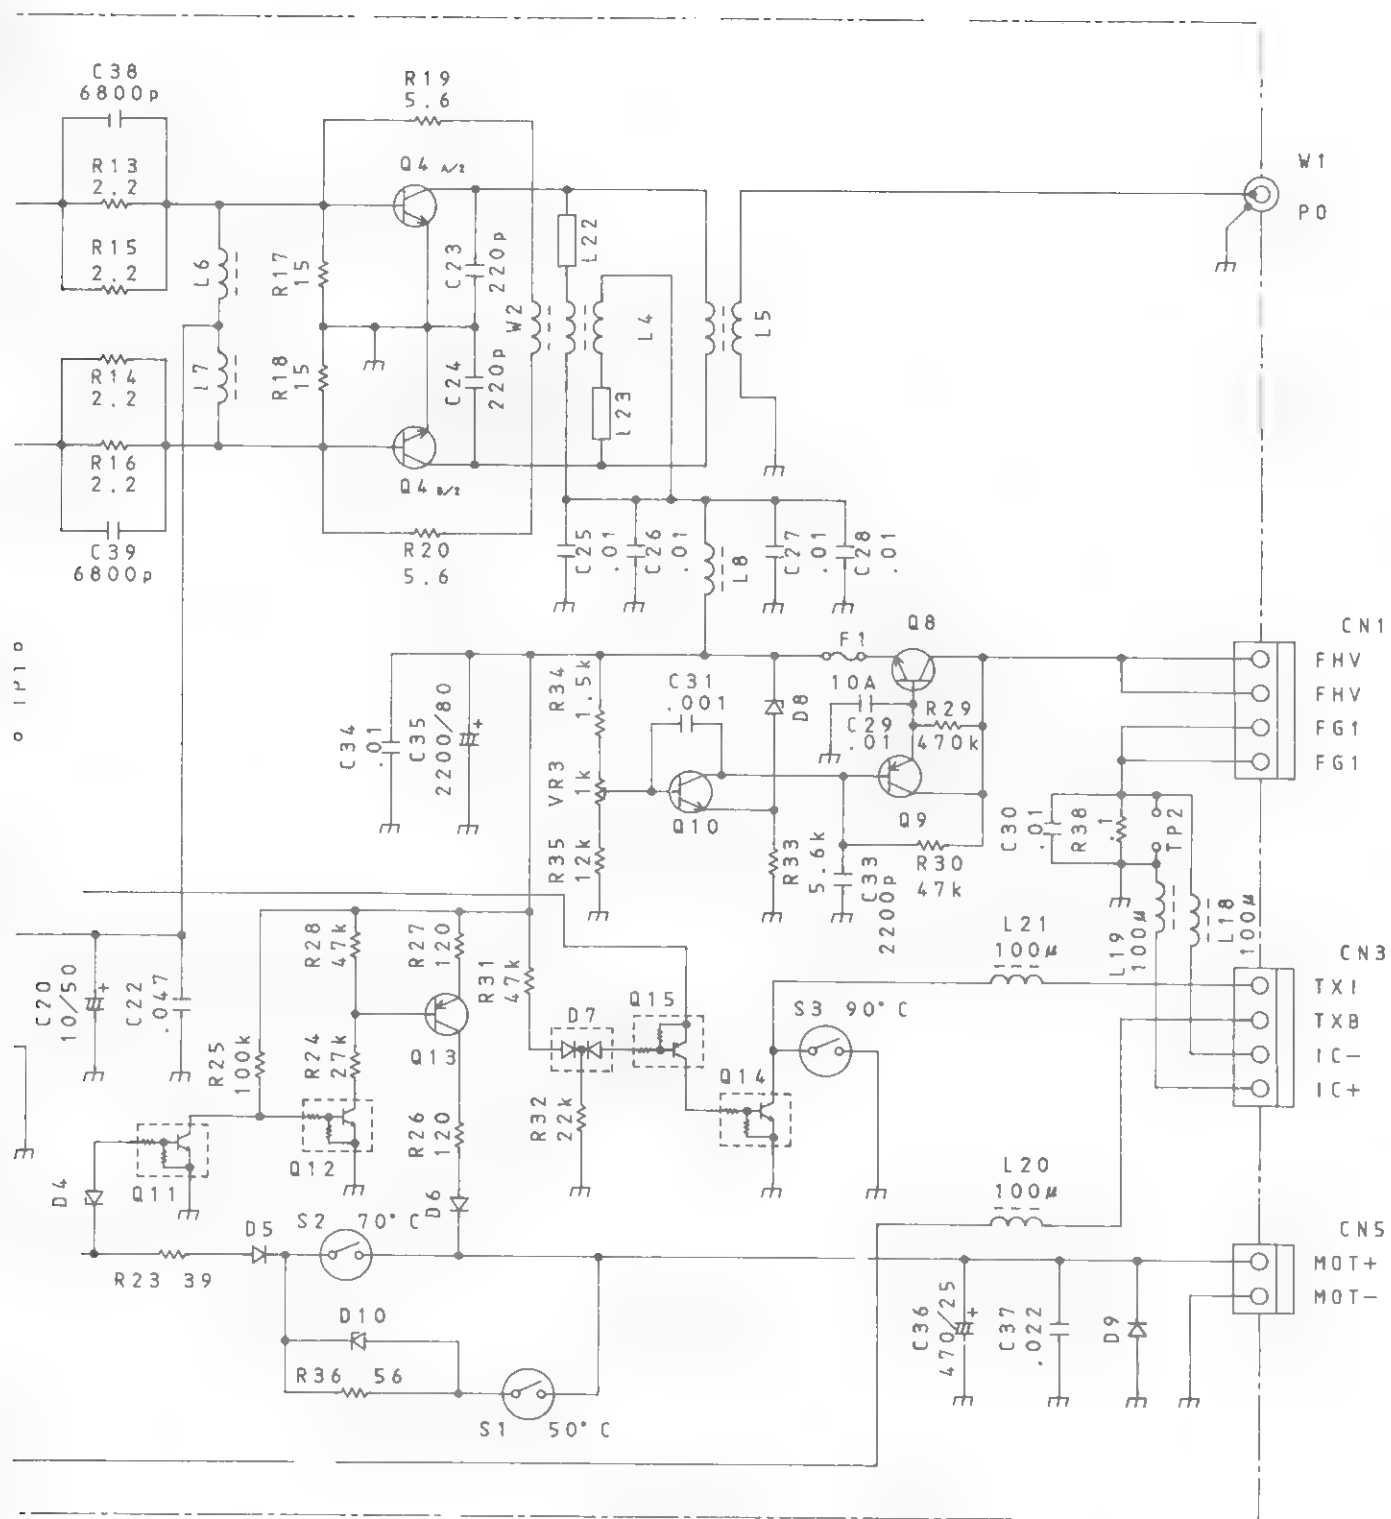 C38
6800p
R13
2.2
R15
2.2
L6
L7
R14
2.2
R16
2.2
C39
6800p
R19
5.6
Q4 A/2
R17
15
R18
15
C23
220p
C24
220p
Q4 B/2
R20
5.6
W2
L22
L4
L23
L5
W1
PO
C25
.01
C26
.01
L8
C27
.01
C28
.01
TP1
C34
.01
C35
2200/80
+
R34
1.5k
VR3
1k
R35
12k
C31
.001
Q10
D8
F1
10A
Q8
C29
.01
R29
470k
Q9
R33
5.6k
C33
2200p
R30
47k
C30
.01
R38
.1
TP2
L19
100μ
L18
100μ
CN1
FHV
FHV
FG1
FG1
C20
10/50
+
C22
.047
R25
100k
R28
47k
R24
27k
R27
120
Q13
R26
120
R31
47k
D7
R32
22k
Q15
Q14
S3 90°C
L21
100μ
CN3
TXI
TXB
IC-
IC+
D4
Q11
Q12
D6
R23 39
D5
S2 70°C
D10
R36 56
S1 50°C
L20
100μ
C36
470/25
+
C37
.022
D9
CN5
MOT+
MOT-